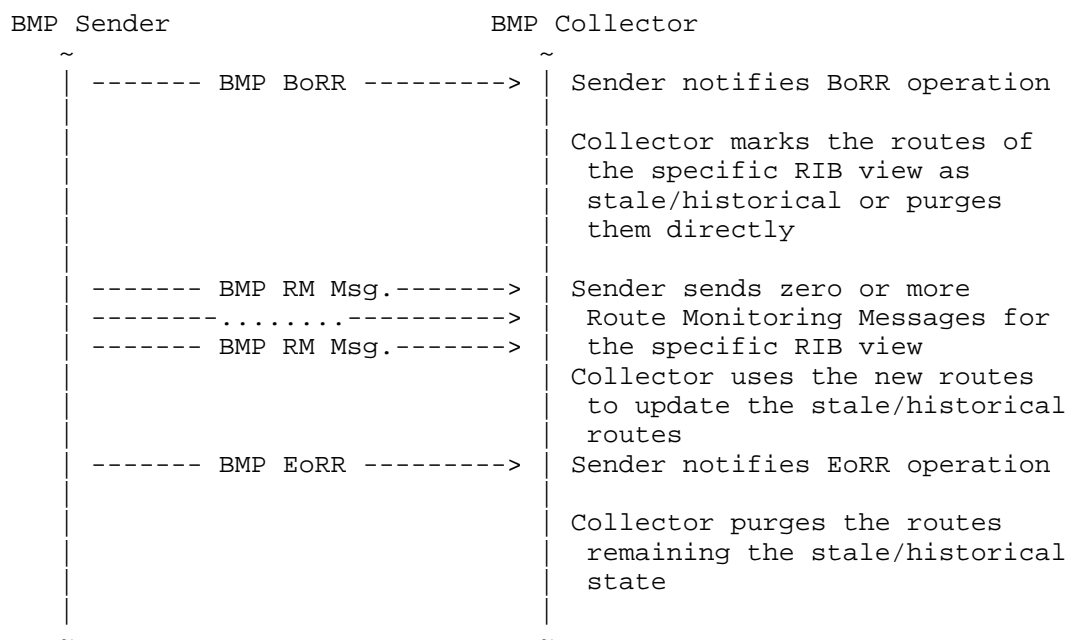 BMP Sender BMP Collector
~ ~
| ------- BMP BoRR ---------> | Sender notifies BoRR operation
| |
| | Collector marks the routes of
| | the specific RIB view as
| | stale/historical or purges
| | them directly
| |
| ------- BMP RM Msg.-------> | Sender sends zero or more
| --------........----------> | Route Monitoring Messages for
| ------- BMP RM Msg.-------> | the specific RIB view
| | Collector uses the new routes
| | to update the stale/historical
| | routes
| ------- BMP EoRR ---------> | Sender notifies EoRR operation
| |
| | Collector purges the routes
| | remaining the stale/historical
| | state
| |
~ ~